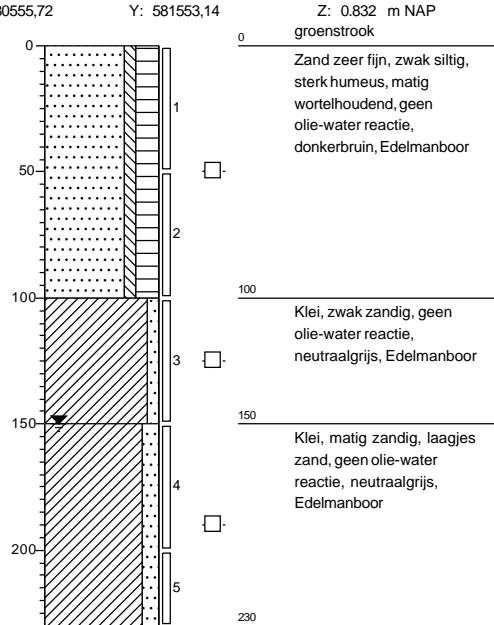 30555,72 Y: 581553,14 Z: 0.832 m NAP
0
0
groenstrook
Zand zeer fijn, zwak siltig,
sterk humeus, matig
wortelhoudend, geen
olie-water reactie,
donkerbruin, Edelmanboor
1
50
2
100
100
Klei, zwak zandig, geen
olie-water reactie,
neutraalgrijs, Edelmanboor
3
150
150
Klei, matig zandig, laagjes
zand, geen olie-water
reactie, neutraalgrijs,
Edelmanboor
4
200
5
230